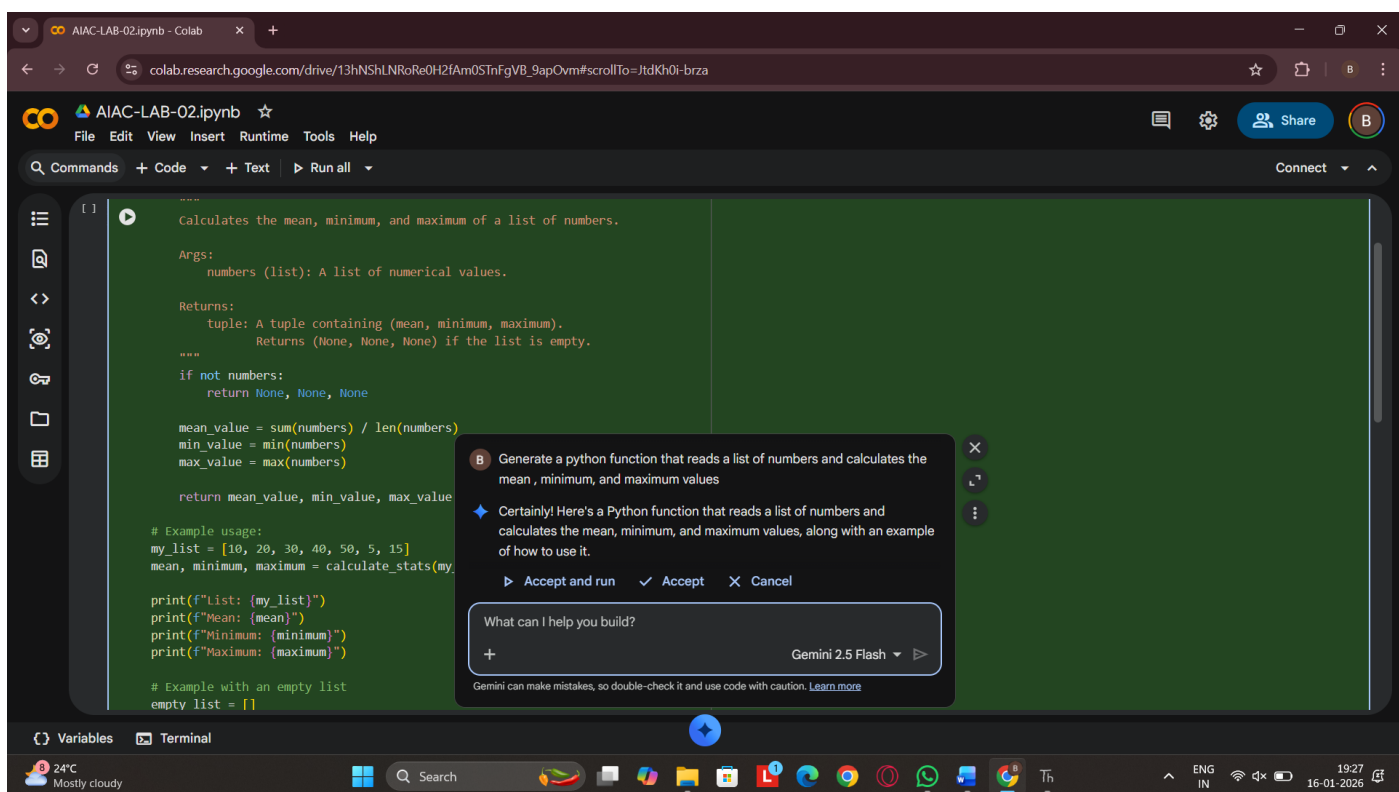 AIAC-LAB-02.ipynb - Colab
colab.research.google.com/drive/13hNShLNRoRe0H2fAm0STnFgVB_9apOvm#scrollTo=JtdKh0i-brza
B
AIAC-LAB-02.ipynb
File Edit View Insert Runtime Tools Help
Share
B
Commands + Code + Text Run all
Connect
[ ]
"""
Calculates the mean, minimum, and maximum of a list of numbers.
Args:
numbers (list): A list of numerical values.
Returns:
tuple: A tuple containing (mean, minimum, maximum).
Returns (None, None, None) if the list is empty.
"""
if not numbers:
return None, None, None
mean_value = sum(numbers) / len(numbers)
min_value = min(numbers)
max_value = max(numbers)
return mean_value, min_value, max_value
# Example usage:
my_list = [10, 20, 30, 40, 50, 5, 15]
mean, minimum, maximum = calculate_stats(my_
print(f"List: {my_list}")
print(f"Mean: {mean}")
print(f"Minimum: {minimum}")
print(f"Maximum: {maximum}")
# Example with an empty list
empty_list = []
B
Generate a python function that reads a list of numbers and calculates the
mean , minimum, and maximum values
Certainly! Here's a Python function that reads a list of numbers and
calculates the mean, minimum, and maximum values, along with an example
of how to use it.
Accept and run Accept Cancel
What can I help you build?
+ Gemini 2.5 Flash
Gemini can make mistakes, so double-check it and use code with caution. Learn more
{} Variables Terminal
8
24°C
Mostly cloudy
Search
L
1
B
Th
ENG
IN
19:27
16-01-2026